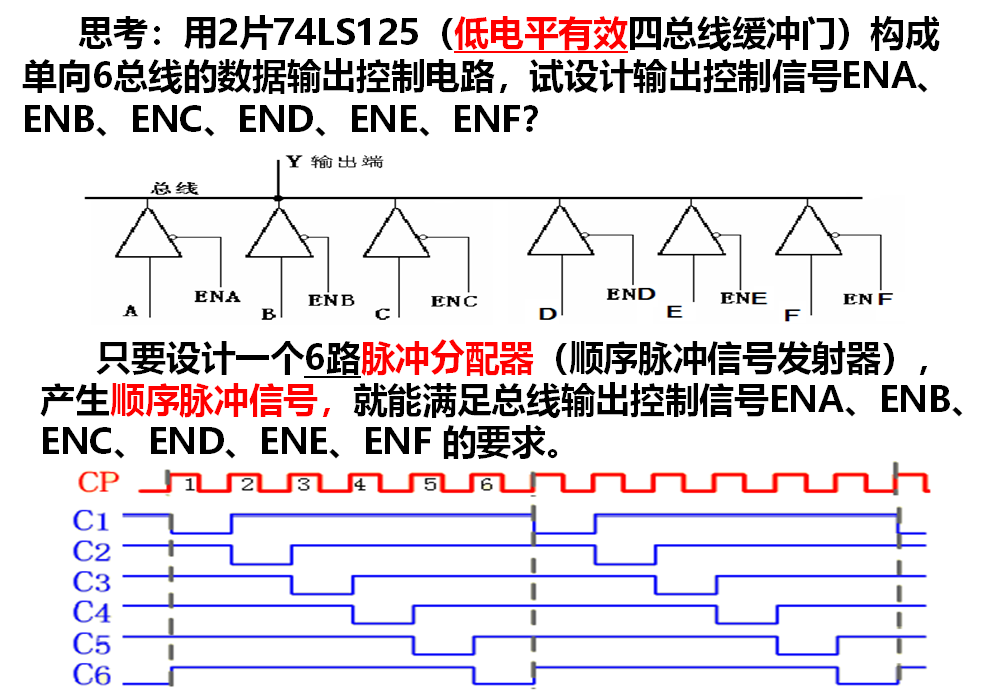 思考：用2片74LS125（低电平有效四总线缓冲门）构成
单向6总线的数据输出控制电路，试设计输出控制信号ENA、
ENB、ENC、END、ENE、ENF？
Y 输出端
总线
ENA ENB ENC END ENE ENF
A B C D E F
只要设计一个6路脉冲分配器（顺序脉冲信号发射器），
产生顺序脉冲信号，就能满足总线输出控制信号ENA、ENB、
ENC、END、ENE、ENF 的要求。
CP 1 2 3 4 5 6
C1
C2
C3
C4
C5
C6